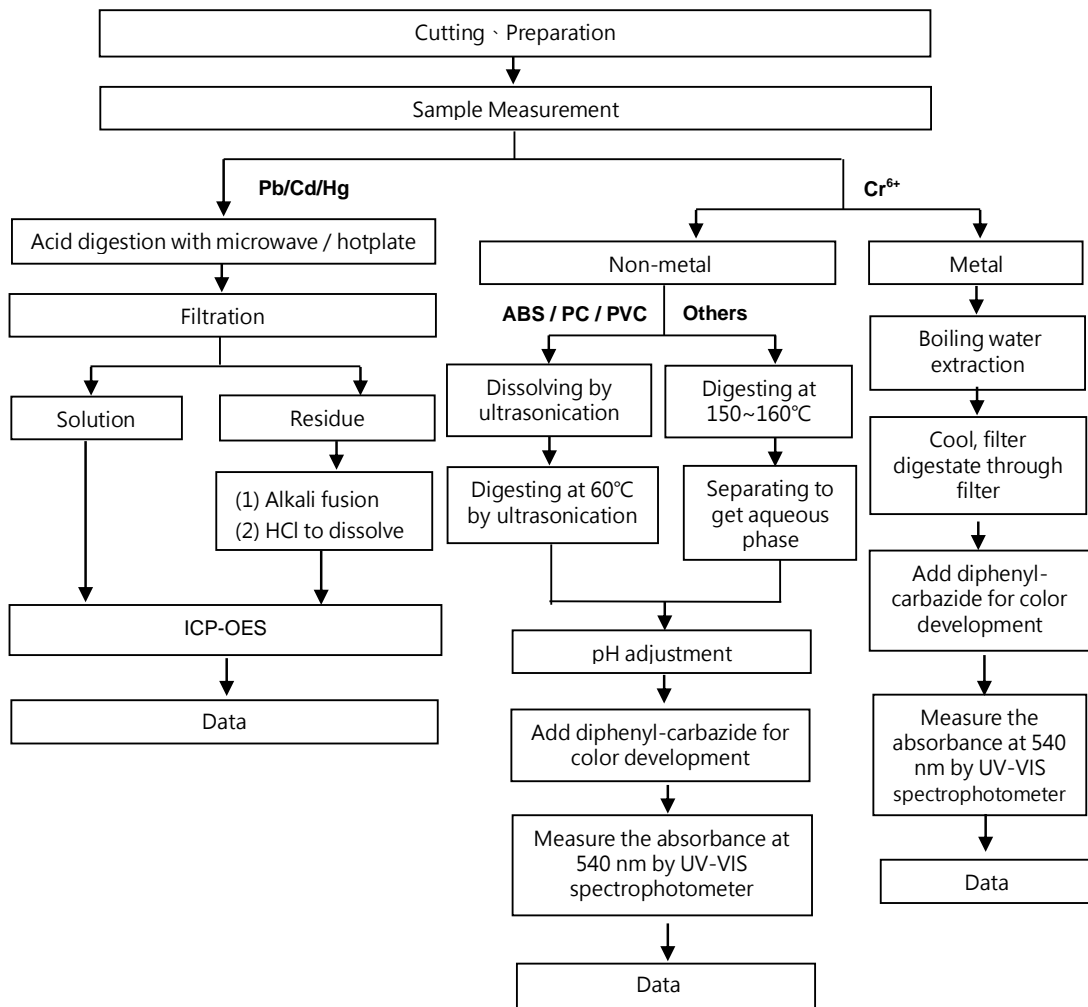 Cutting、Preparation
Sample Measurement
Pb/Cd/Hg
Acid digestion with microwave / hotplate
Filtration
Solution
Residue
(1) Alkali fusion
(2) HCl to dissolve
ICP-OES
Data
Cr⁶⁺
Non-metal
ABS / PC / PVC
Others
Dissolving by
ultrasonication
Digesting at 60℃
by ultrasonication
Digesting at
150~160℃
Separating to
get aqueous
phase
pH adjustment
Add diphenyl-carbazide for
color development
Measure the absorbance at
540 nm by UV-VIS
spectrophotometer
Data
Metal
Boiling water
extraction
Cool, filter
digestate through
filter
Add diphenyl-
carbazide for color
development
Measure the
absorbance at 540
nm by UV-VIS
spectrophotometer
Data